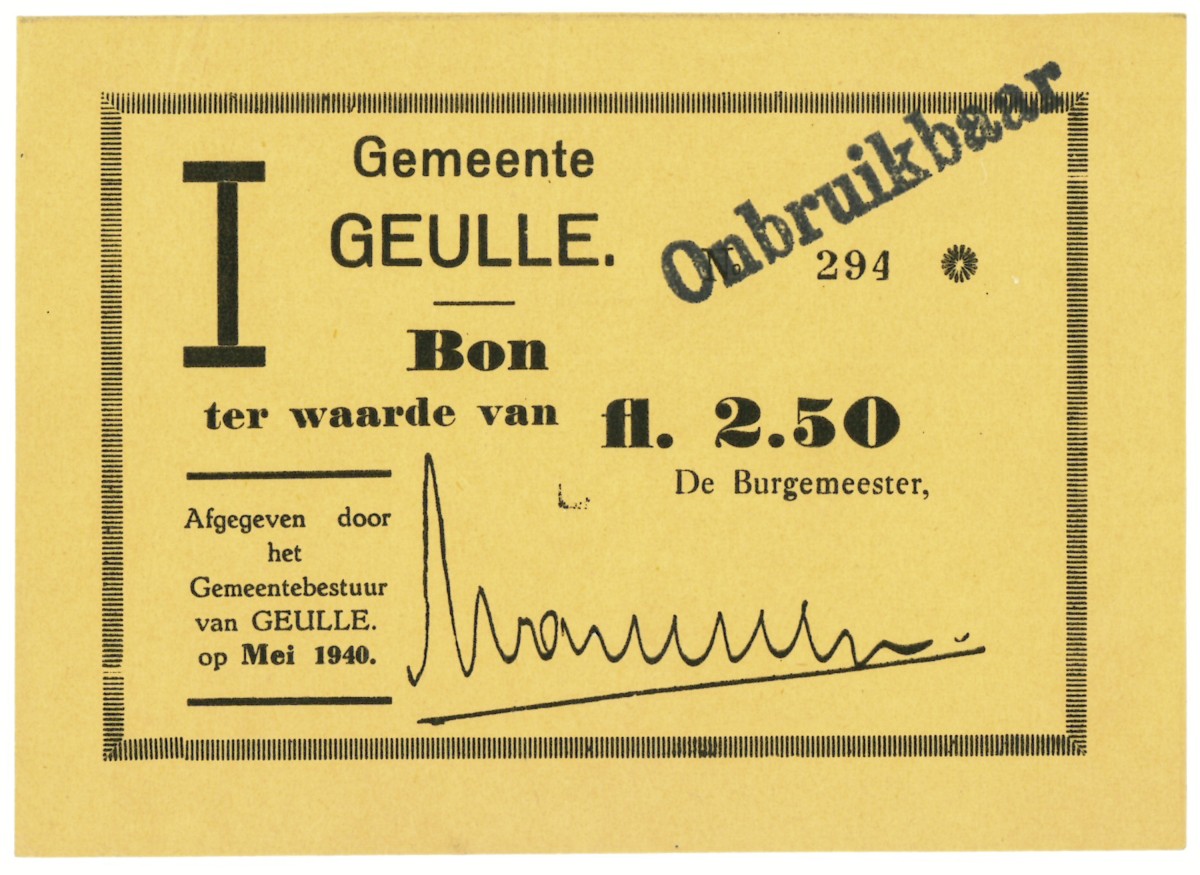 I
Gemeente
GEULLE.
Onbruikbaar
No 294
Bon
ter waarde van fl. 2.50
De Burgemeester,
Afgegeven door
het
Gemeentebestuur
van GEULLE.
op Mei 1940.